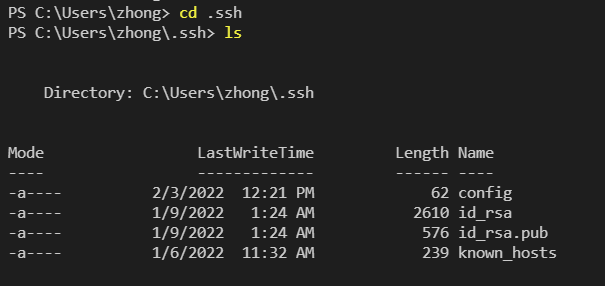 PS C:\Users\zhong> cd .ssh
PS C:\Users\zhong\.ssh> ls
Directory: C:\Users\zhong\.ssh
Mode                 LastWriteTime         Length Name
----                 -------------         ------ ----
-a----          2/3/2022  12:21 PM             62 config
-a----          1/9/2022   1:24 AM           2610 id_rsa
-a----          1/9/2022   1:24 AM            576 id_rsa.pub
-a----          1/6/2022  11:32 AM            239 known_hosts